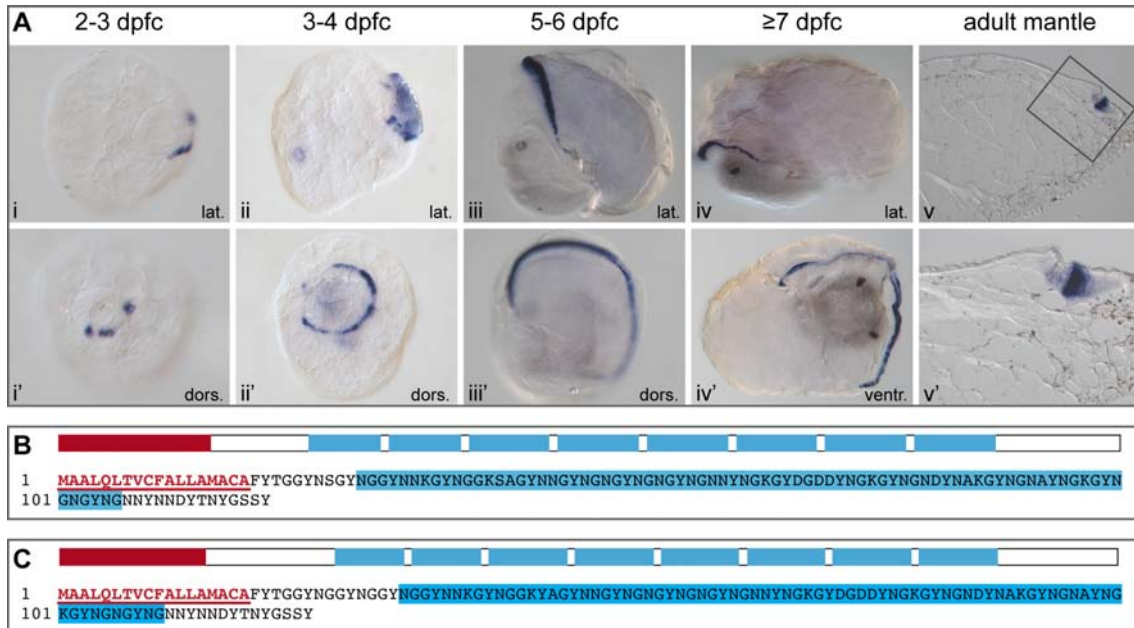 A 2-3 dpfc 3-4 dpfc 5-6 dpfc ≥7 dpfc adult mantle
i lat. ii lat. iii lat. iv lat. v
i' dors. ii' dors. iii' dors. iv' ventr. v'
B
1 MAALQLTVCFALLAMACAFYTGGYNSGYNGGYNNKGYNGGKSAGYNNGYNGNGYNGNGYNGNNYNGKGYDGDDYNGKGYNGNDYNAKGYNGNAYNGKGYN
101 GNGYNGNNYNNDYTNYGSSY
C
1 MAALQLTVCFALLAMACAFYTGGYNGGYNGGYNGGYNNKGYNGGKYAGYNNGYNGNGYNGNGYNGNNYNGKGYDGDDYNGKGYNGNDYNAKGYNGNAYNG
101 KGYNGNGYNGNNYNNDYTNYGSSY